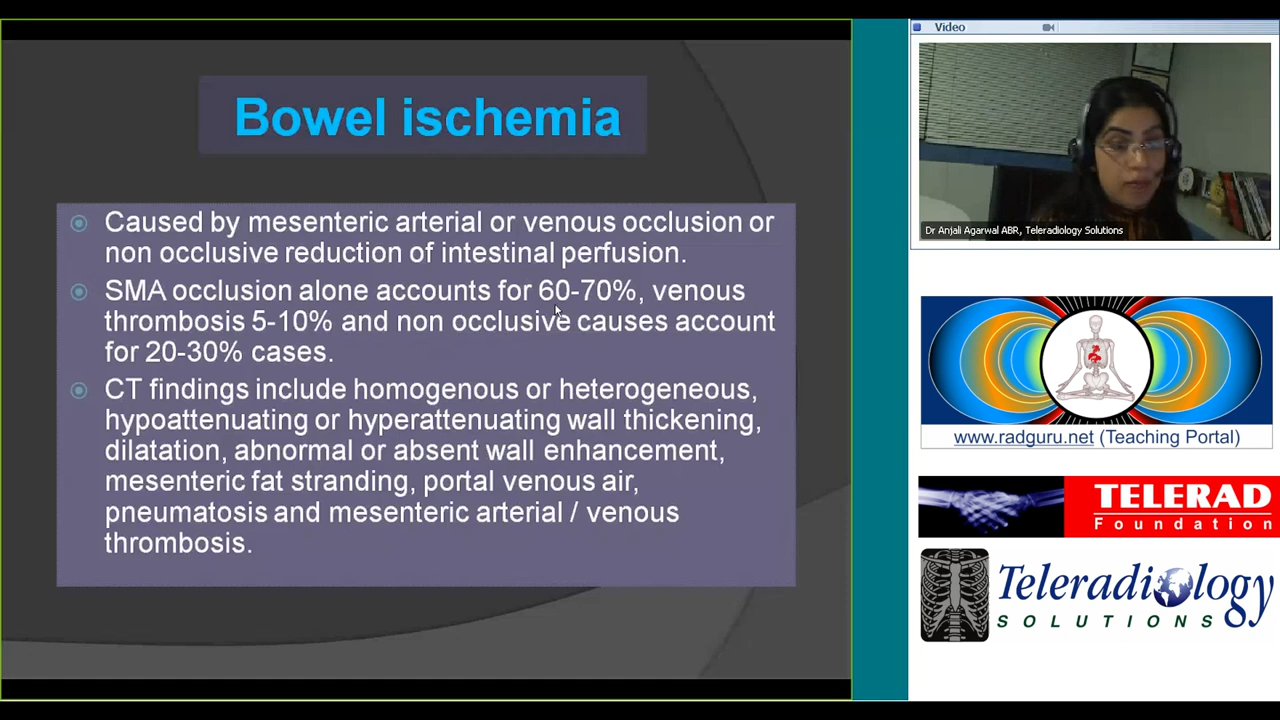 Bowel ischemia
Caused by mesenteric arterial or venous occlusion or
non occlusive reduction of intestinal perfusion.
SMA occlusion alone accounts for 60-70%, venous
thrombosis 5-10% and non occlusive causes account
for 20-30% cases.
CT findings include homogenous or heterogeneous,
hypoattenuating or hyperattenuating wall thickening,
dilatation, abnormal or absent wall enhancement,
mesenteric fat stranding, portal venous air,
pneumatosis and mesenteric arterial / venous
thrombosis.
Video
Dr Anjali Agarwal ABR, Teleradiology Solutions
www.radguru.net (Teaching Portal)
TELERAD
Foundation
Teleradiology
SOLUTIONS